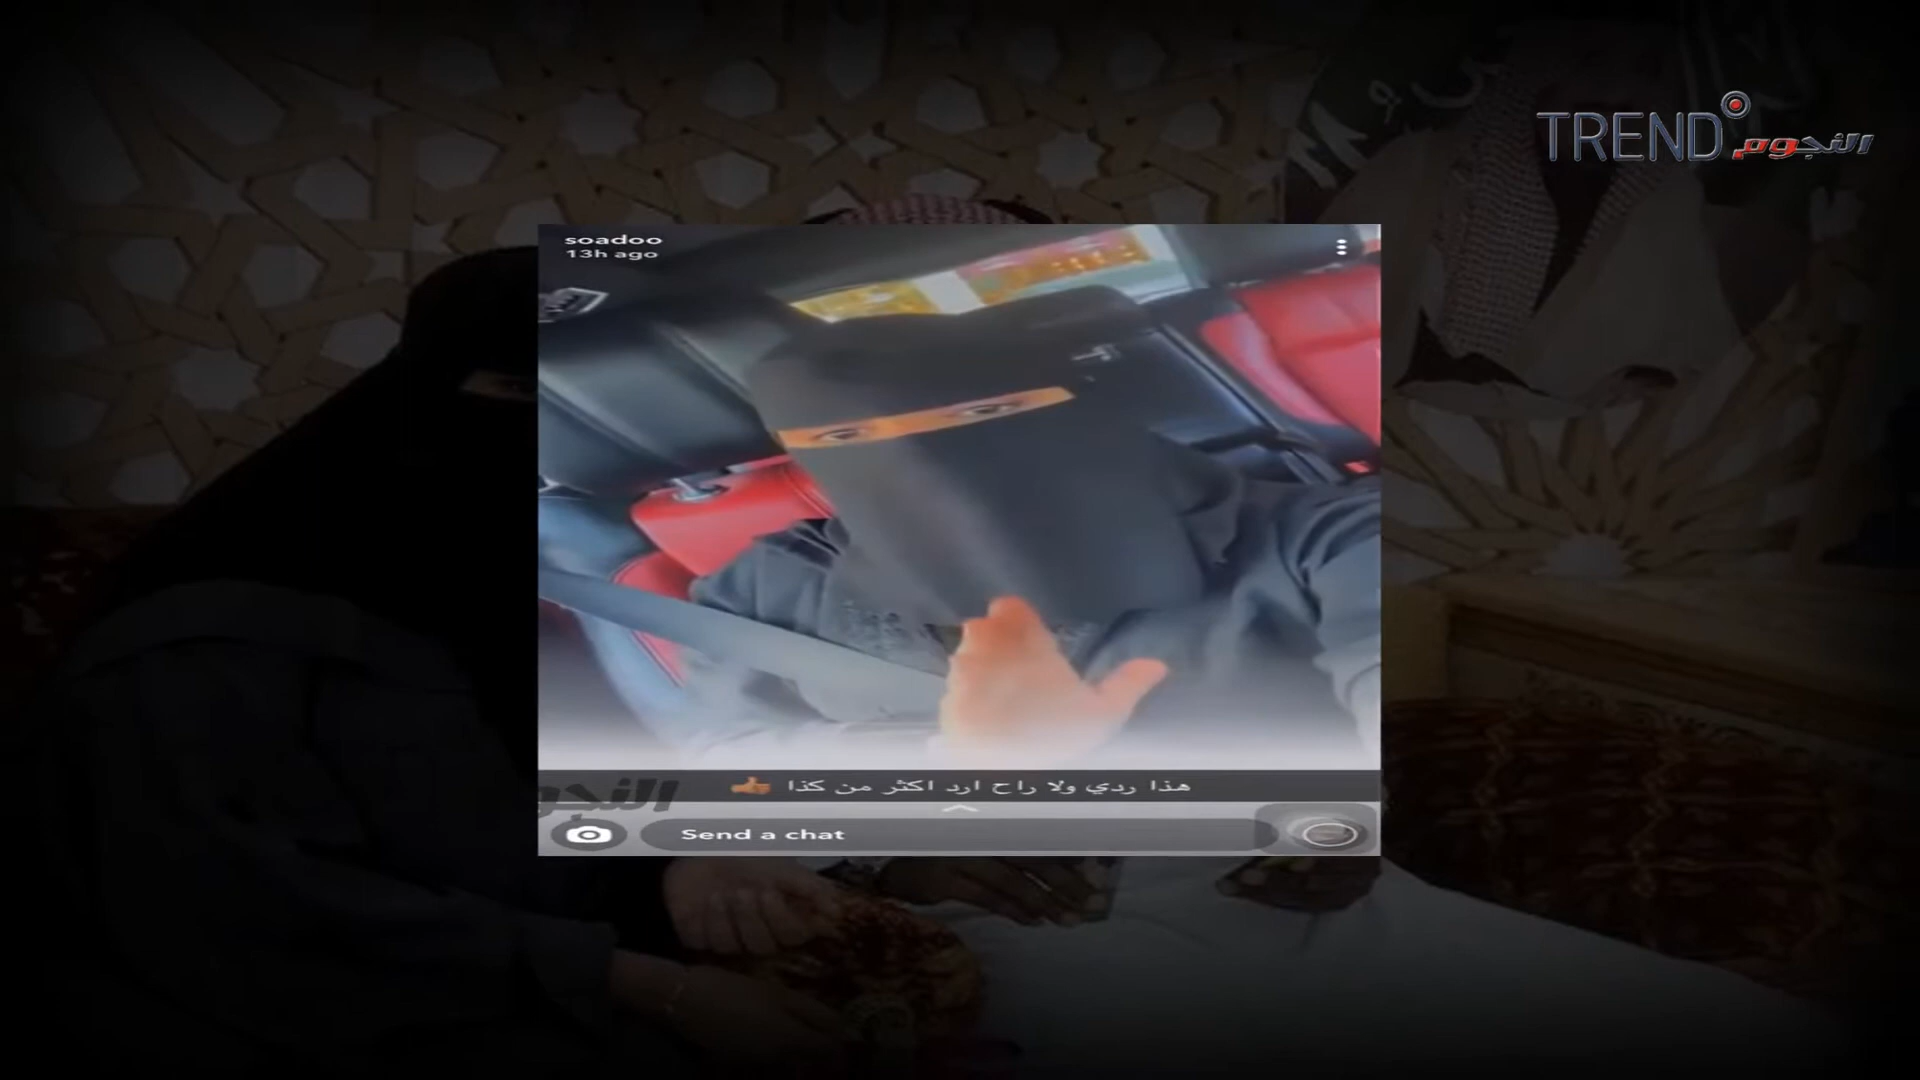 TREND النجوم
soadoo
13h ago
هذا ردي ولا راح ارد اكثر من كذا 👍
Send a chat